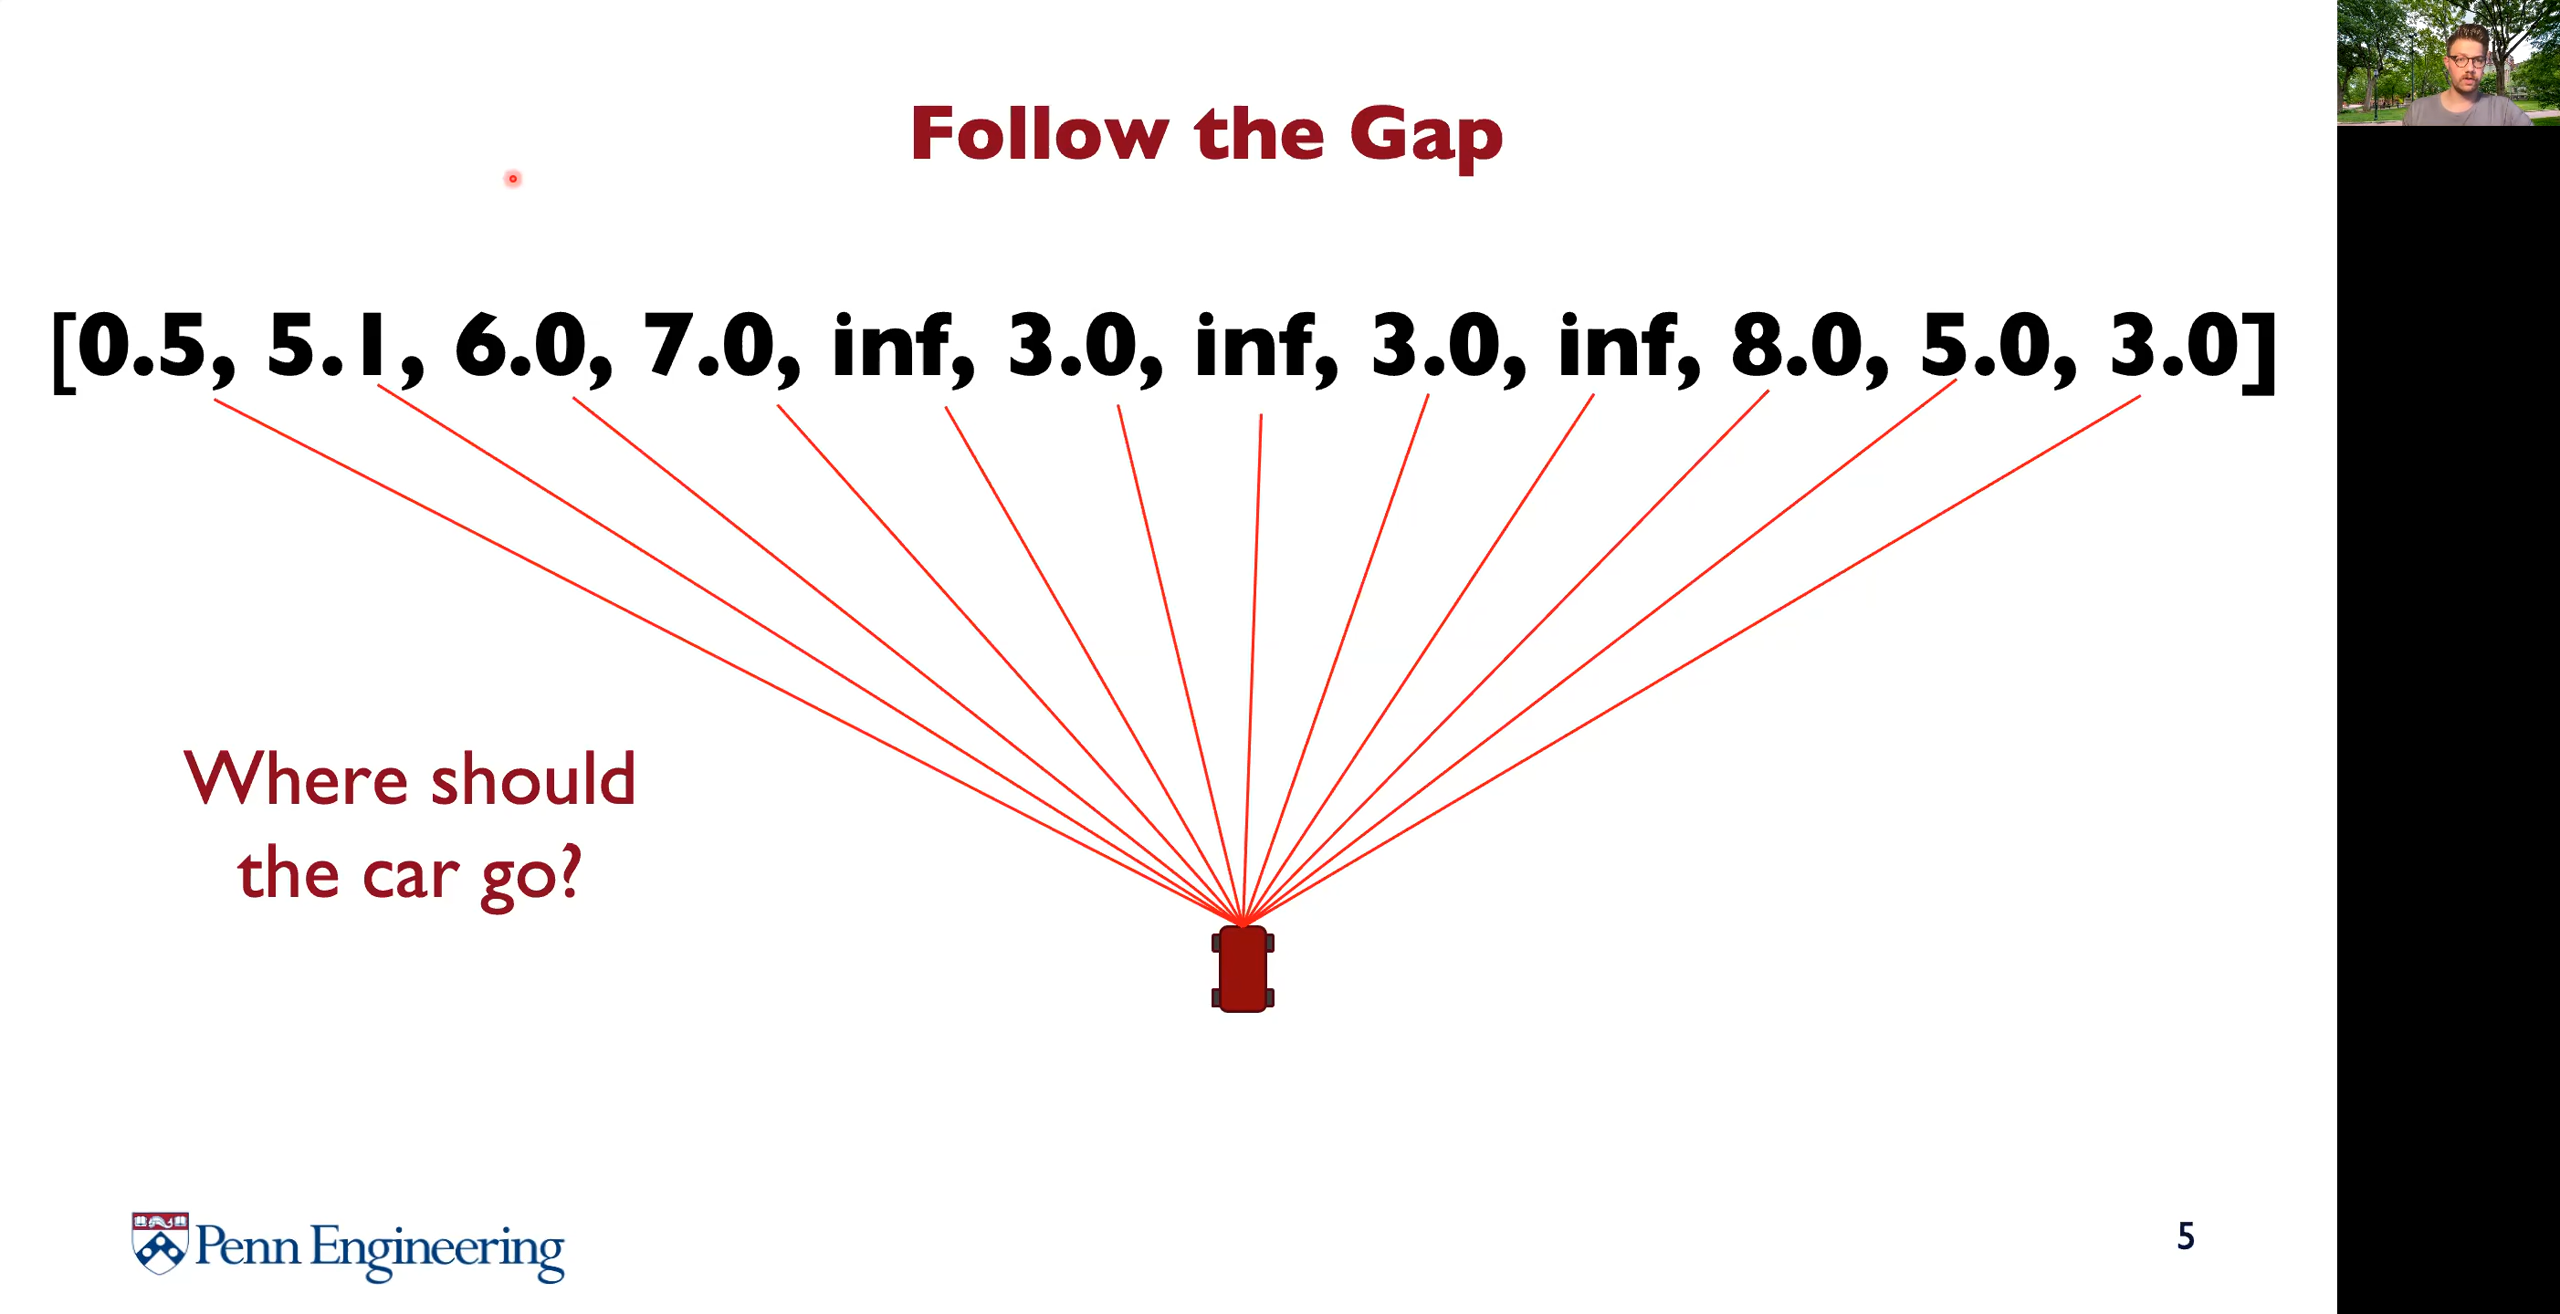 Follow the Gap
[0.5, 5.1, 6.0, 7.0, inf, 3.0, inf, 3.0, inf, 8.0, 5.0, 3.0]
Where should
the car go?
Penn Engineering
5